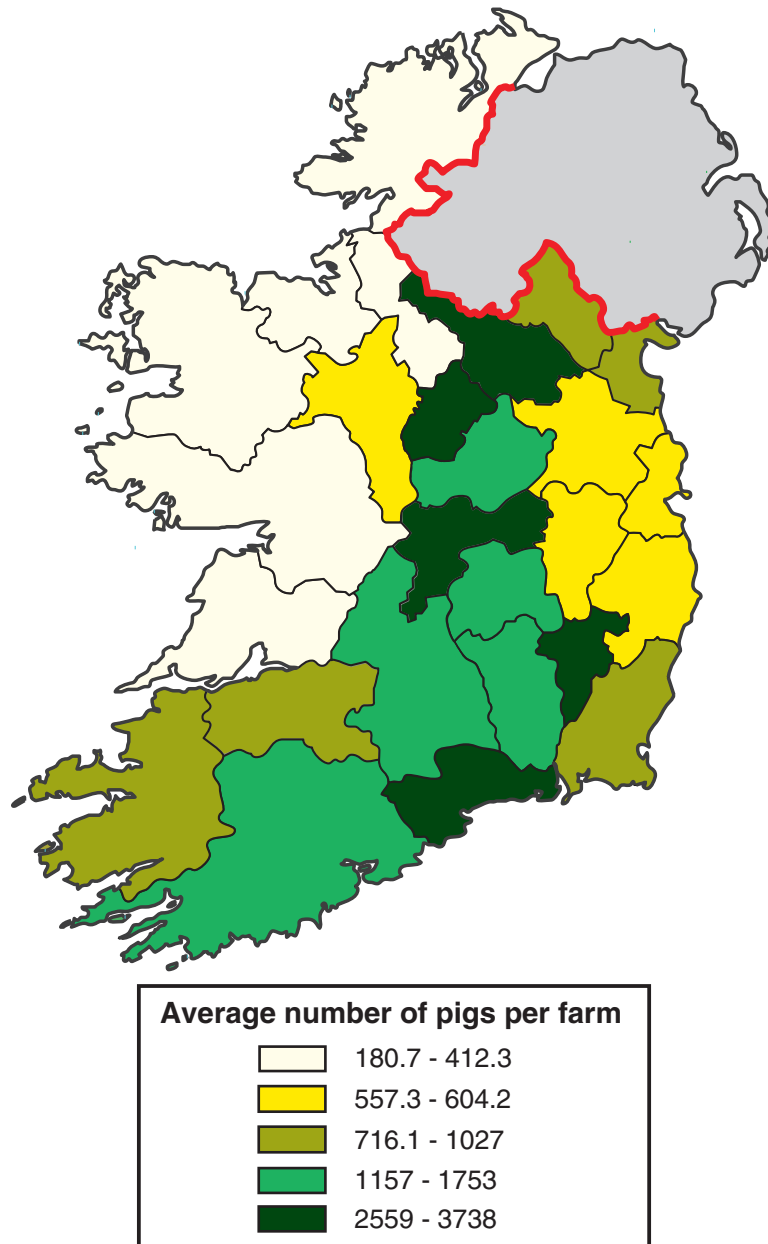 Average number of pigs per farm
180.7 - 412.3
557.3 - 604.2
716.1 - 1027
1157 - 1753
2559 - 3738